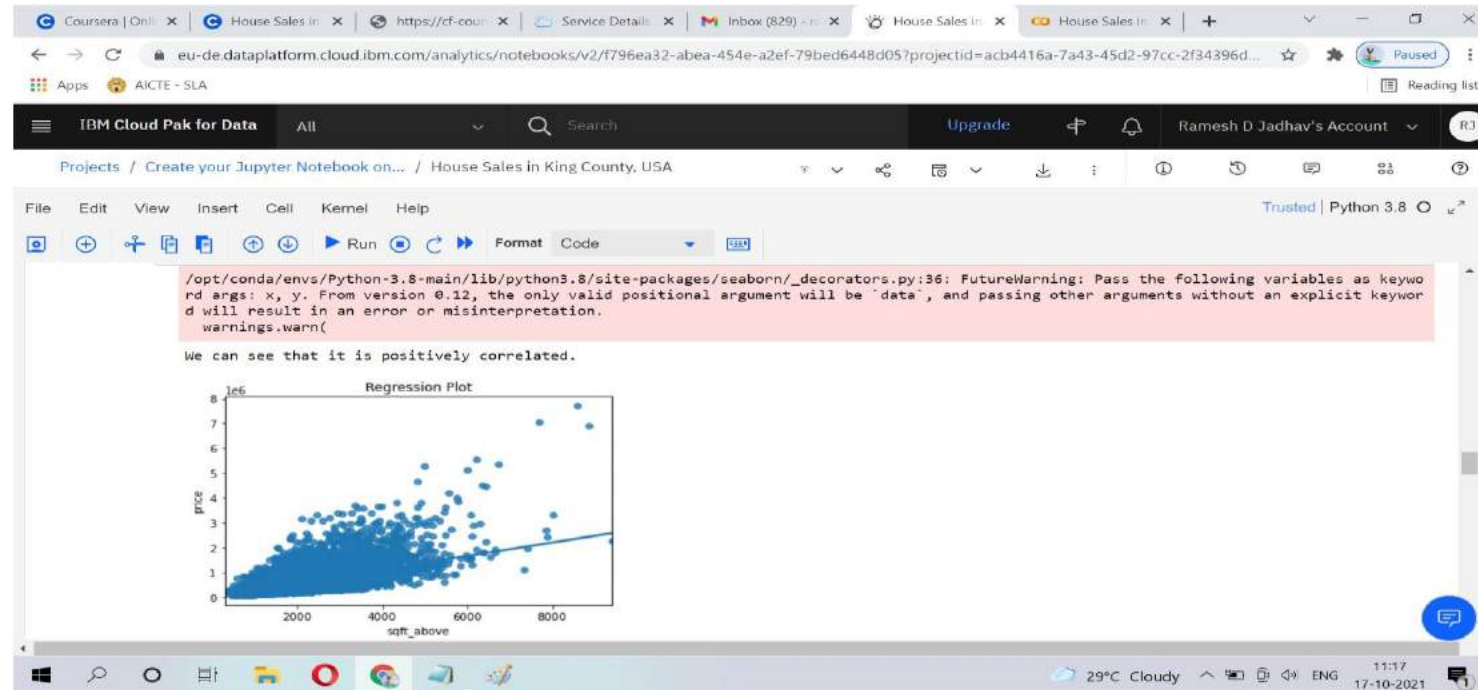 Coursera | Onli
House Sales in
https://cf-cour
Service Details
Inbox (829) - r
House Sales in
House Sales in
eu-de.dataplatform.cloud.ibm.com/analytics/notebooks/v2/f796ea32-abea-454e-a2ef-79bed6448d05?projectid=acb4416a-7a43-45d2-97cc-2f34396d...
Paused
Apps AICTE - SLA
Reading list
IBM Cloud Pak for Data All Search Upgrade Ramesh D Jadhav's Account RJ
Projects / Create your Jupyter Notebook on... / House Sales in King County, USA
File Edit View Insert Cell Kernel Help Trusted | Python 3.8
Run Format Code
/opt/conda/envs/Python-3.8-main/lib/python3.8/site-packages/seaborn/_decorators.py:36: FutureWarning: Pass the following variables as keywo
rd args: x, y. From version 0.12, the only valid positional argument will be `data`, and passing other arguments without an explicit keywor
d will result in an error or misinterpretation.
warnings.warn(
We can see that it is positively correlated.
1e6 Regression Plot
8
7
6
5
4
3
2
1
0
price
2000 4000 6000 8000
sqft_above
29°C Cloudy ENG 11:17
17-10-2021